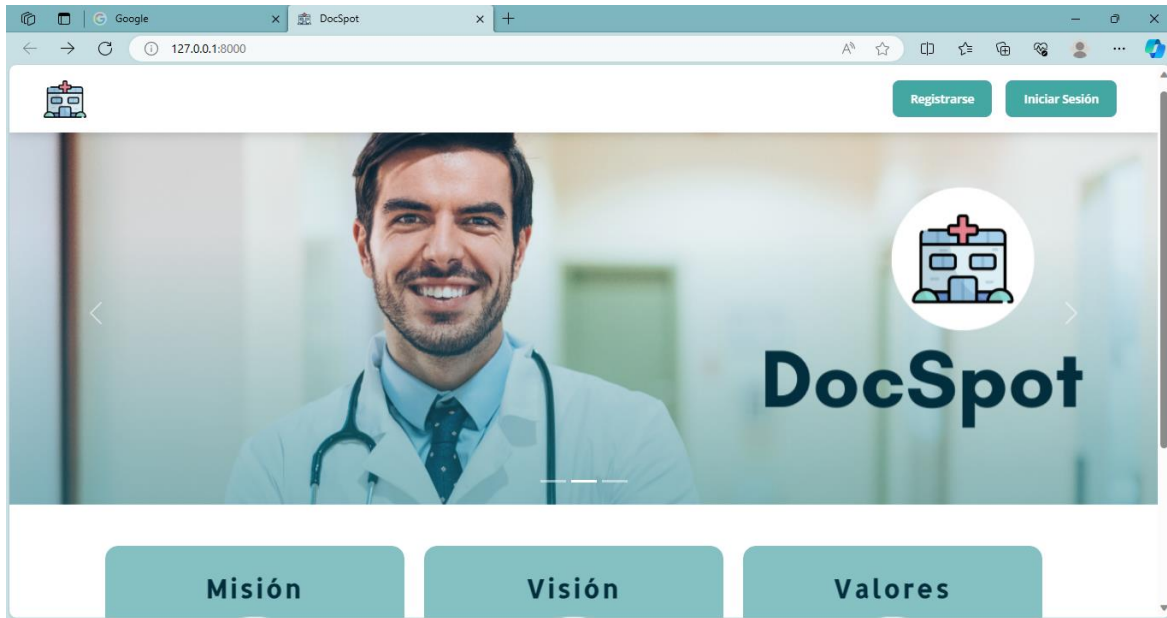 Google
DocSpot
127.0.0.1:8000
Registrarse
Iniciar Sesión
DocSpot
Misión
Visión
Valores